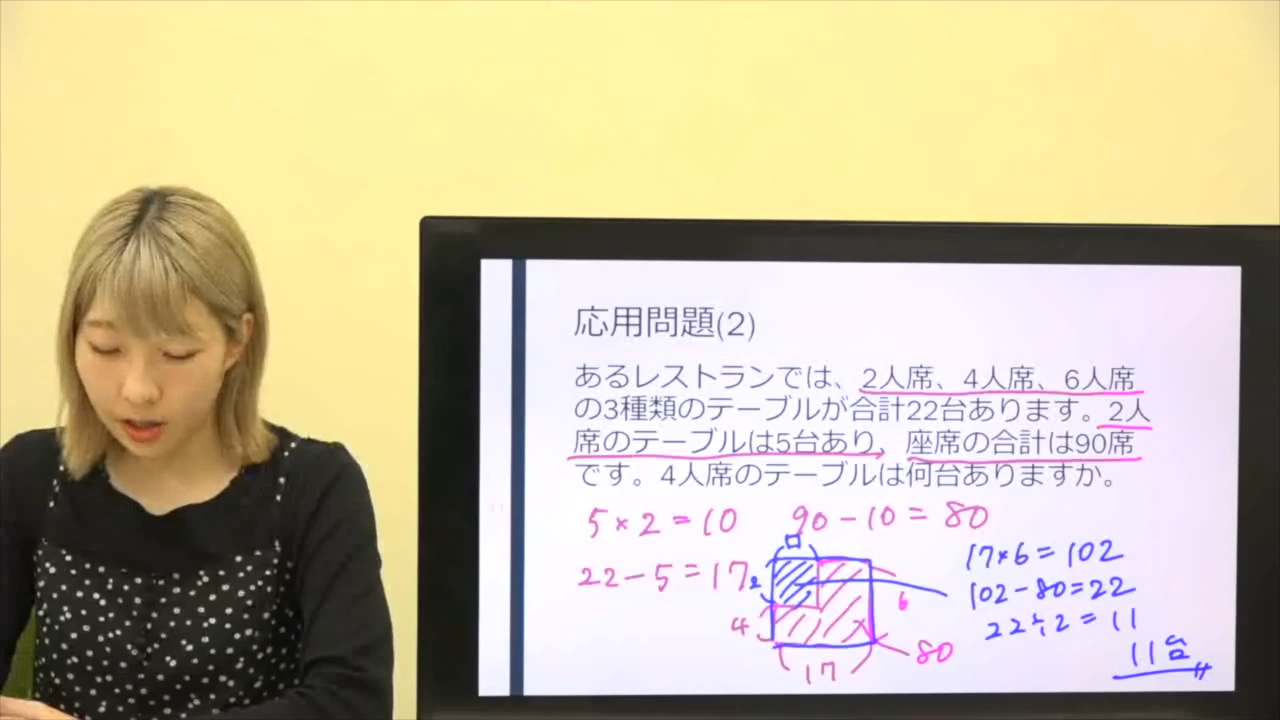 応用問題(2)
あるレストランでは、2人席、4人席、6人席
の3種類のテーブルが合計22台あります。2人
席のテーブルは5台あり、座席の合計は90席
です。4人席のテーブルは何台ありますか。
5×2=10 90-10=80
22-5=17
□
2
4
6
17
80
17×6=102
102-80=22
22÷2=11
11台